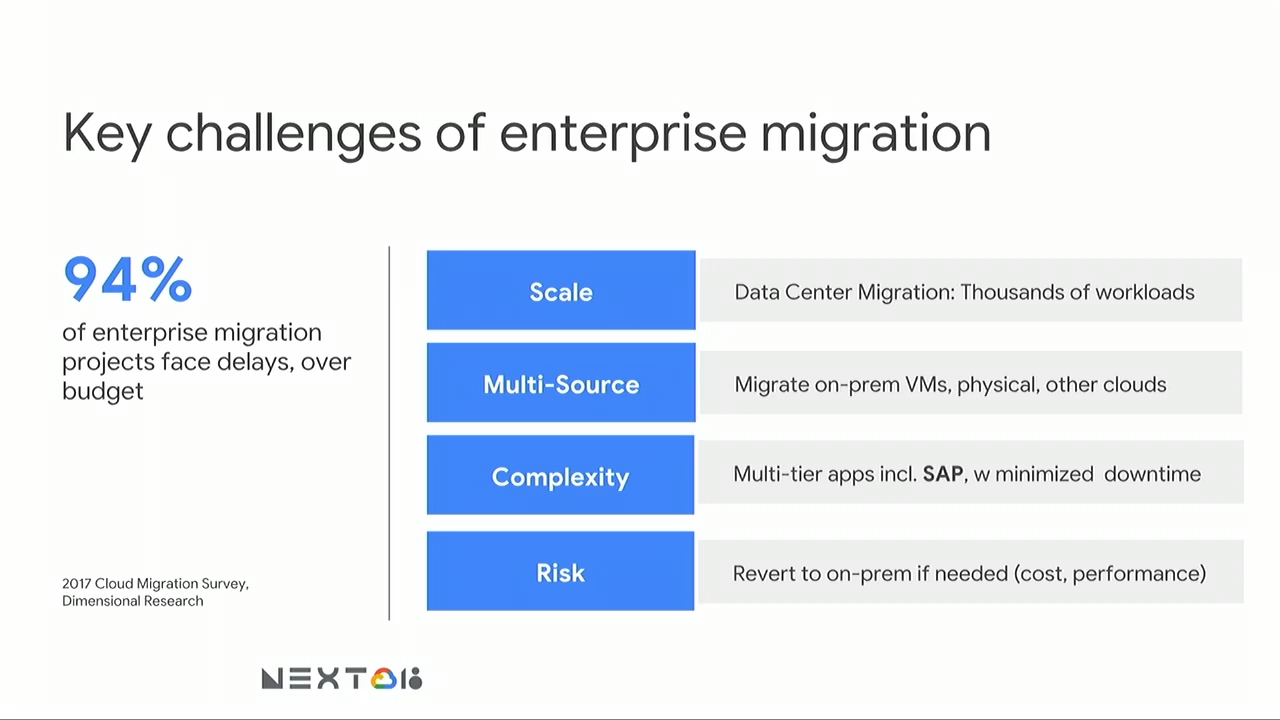 Key challenges of enterprise migration
94%
of enterprise migration
projects face delays, over
budget
2017 Cloud Migration Survey,
Dimensional Research
Scale
Data Center Migration: Thousands of workloads
Multi-Source
Migrate on-prem VMs, physical, other clouds
Complexity
Multi-tier apps incl. SAP, w minimized  downtime
Risk
Revert to on-prem if needed (cost, performance)
NEXT 18